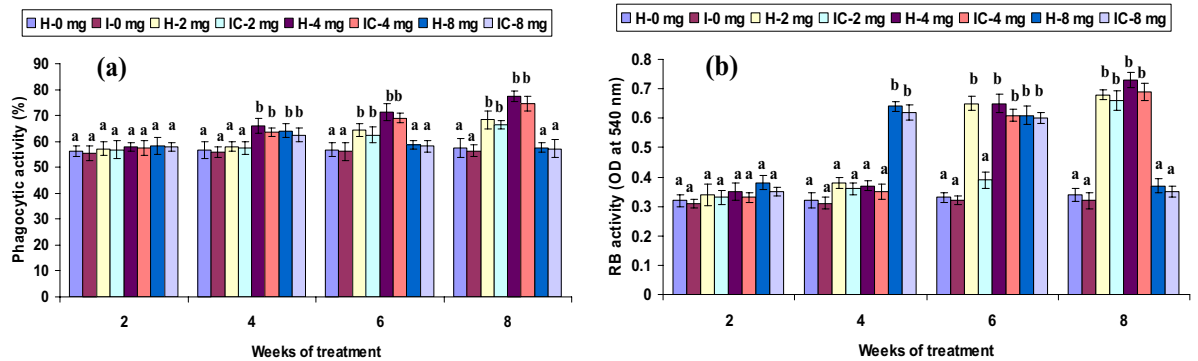 H-0 mg I-0 mg H-2 mg IC-2 mg H-4 mg IC-4 mg H-8 mg IC-8 mg
(a)
Phagocytic activity (%)
90
80
70
60
50
40
30
20
10
0
a a a a a a a a
a a a a b b b b
a a b b b b a a
a a b b b b a a
2 4 6 8
Weeks of treatment
H-0 mg I-0 mg H-2 mg IC-2 mg H-4 mg IC-4 mg H-8 mg IC-8 mg
(b)
RB activity (OD at 540 nm)
0.8
0.7
0.6
0.5
0.4
0.3
0.2
0.1
0
a a a a a a a a
a a a a a a b b
a a b a b b b b
a a b b b b a a
2 4 6 8
Weeks of treatment